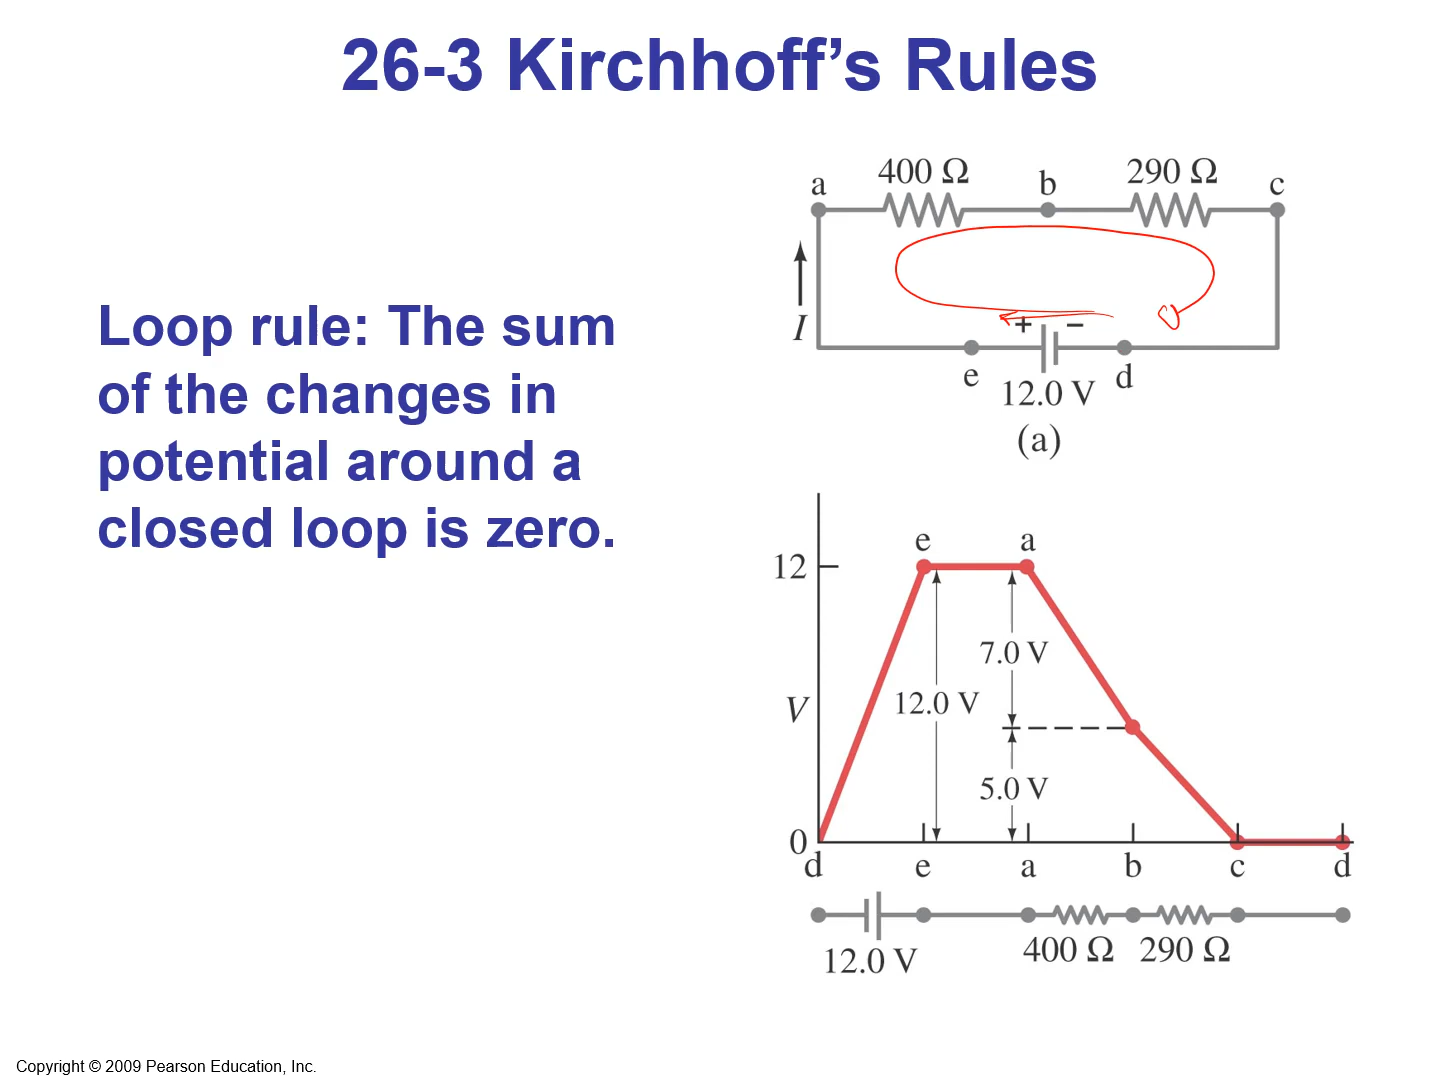 26-3 Kirchhoff’s Rules
Loop rule: The sum
of the changes in
potential around a
closed loop is zero.
a
400 Ω
b
290 Ω
c
I
+
−
e
12.0 V
d
(a)
12
e
a
7.0 V
V
12.0 V
5.0 V
0
d
e
a
b
c
d
12.0 V
400 Ω
290 Ω
Copyright © 2009 Pearson Education, Inc.